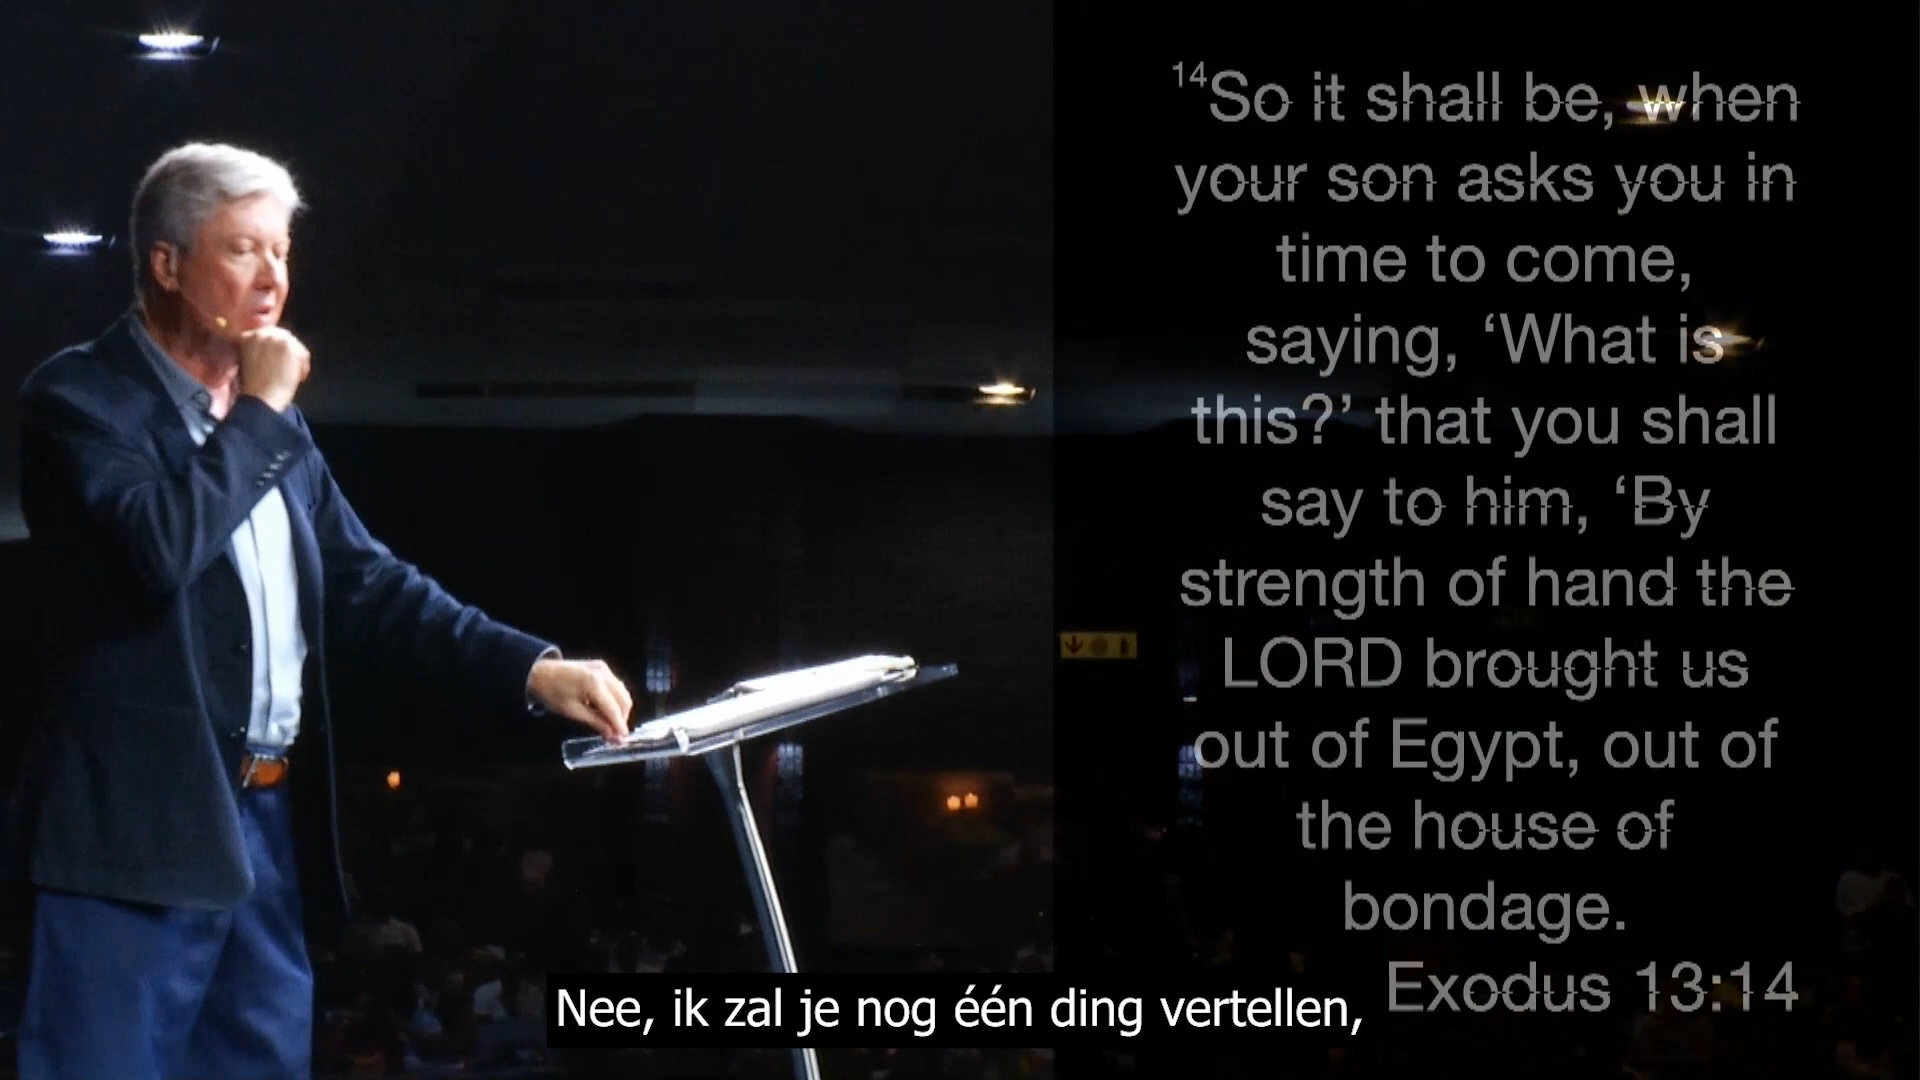 ¹⁴So it shall be, when
your son asks you in
time to come,
saying, ‘What is
this?’ that you shall
say to him, ‘By
strength of hand the
LORD brought us
out of Egypt, out of
the house of
bondage.
Exodus 13:14
Nee, ik zal je nog één ding vertellen,